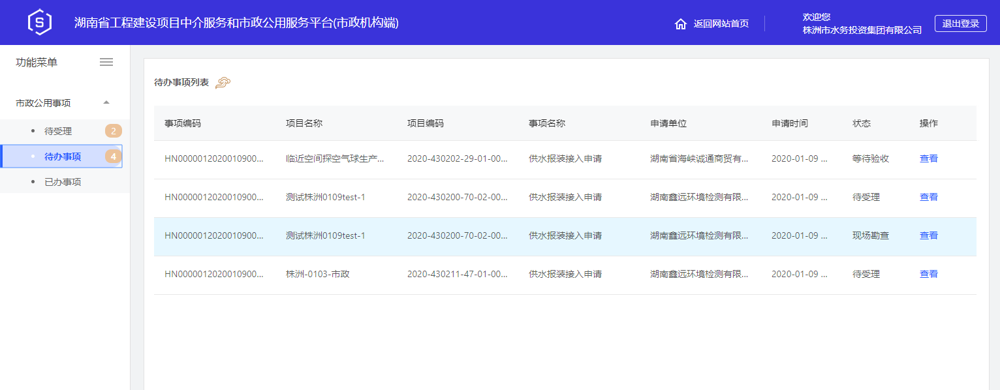 S
湖南省工程建设项目中介服务和市政公用服务平台(市政机构端)
返回网站首页
欢迎您
株洲市水务投资集团有限公司
退出登录
功能菜单
市政公用事项
待受理 2
待办事项 4
已办事项
待办事项列表
事项编码 项目名称 项目编码 事项名称 申请单位 申请时间 状态 操作
HN0000012020010900... 临近空间探空气球生产... 2020-430202-29-01-00... 供水报装接入申请 湖南省海峡诚通商贸有... 2020-01-09 ... 等待验收 查看
HN0000012020010900... 测试株洲0109test-1 2020-430200-70-02-00... 供水报装接入申请 湖南鑫远环境检测有限... 2020-01-09 ... 待受理 查看
HN0000012020010900... 测试株洲0109test-1 2020-430200-70-02-00... 供水报装接入申请 湖南鑫远环境检测有限... 2020-01-09 ... 现场勘查 查看
HN0000012020010900... 株洲-0103-市政 2020-430211-47-01-00... 供水报装接入申请 湖南鑫远环境检测有限... 2020-01-09 ... 待受理 查看